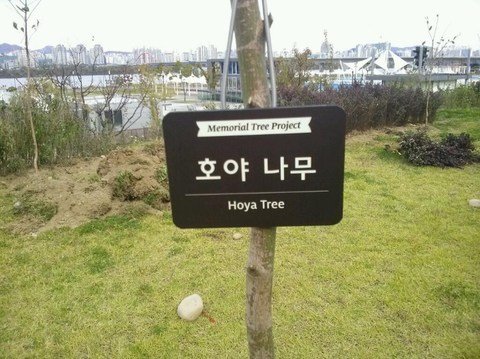 Memorial Tree Project
호야 나무
Hoya Tree